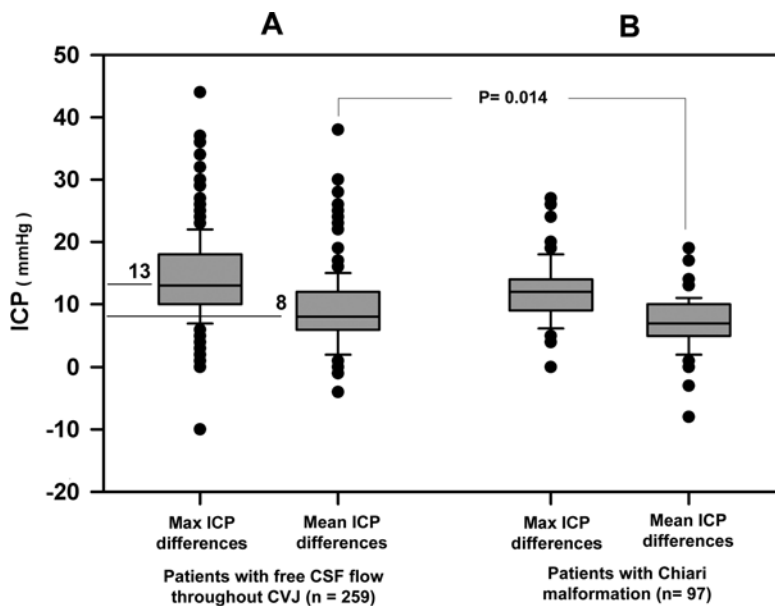 A B
50
40
30
20
10
0
-10
-20
ICP ( mmHg)
P= 0.014
13
8
Max ICP
differences
Mean ICP
differences
Max ICP
differences
Mean ICP
differences
Patients with free CSF flow
throughout CVJ (n = 259)
Patients with Chiari
malformation (n= 97)